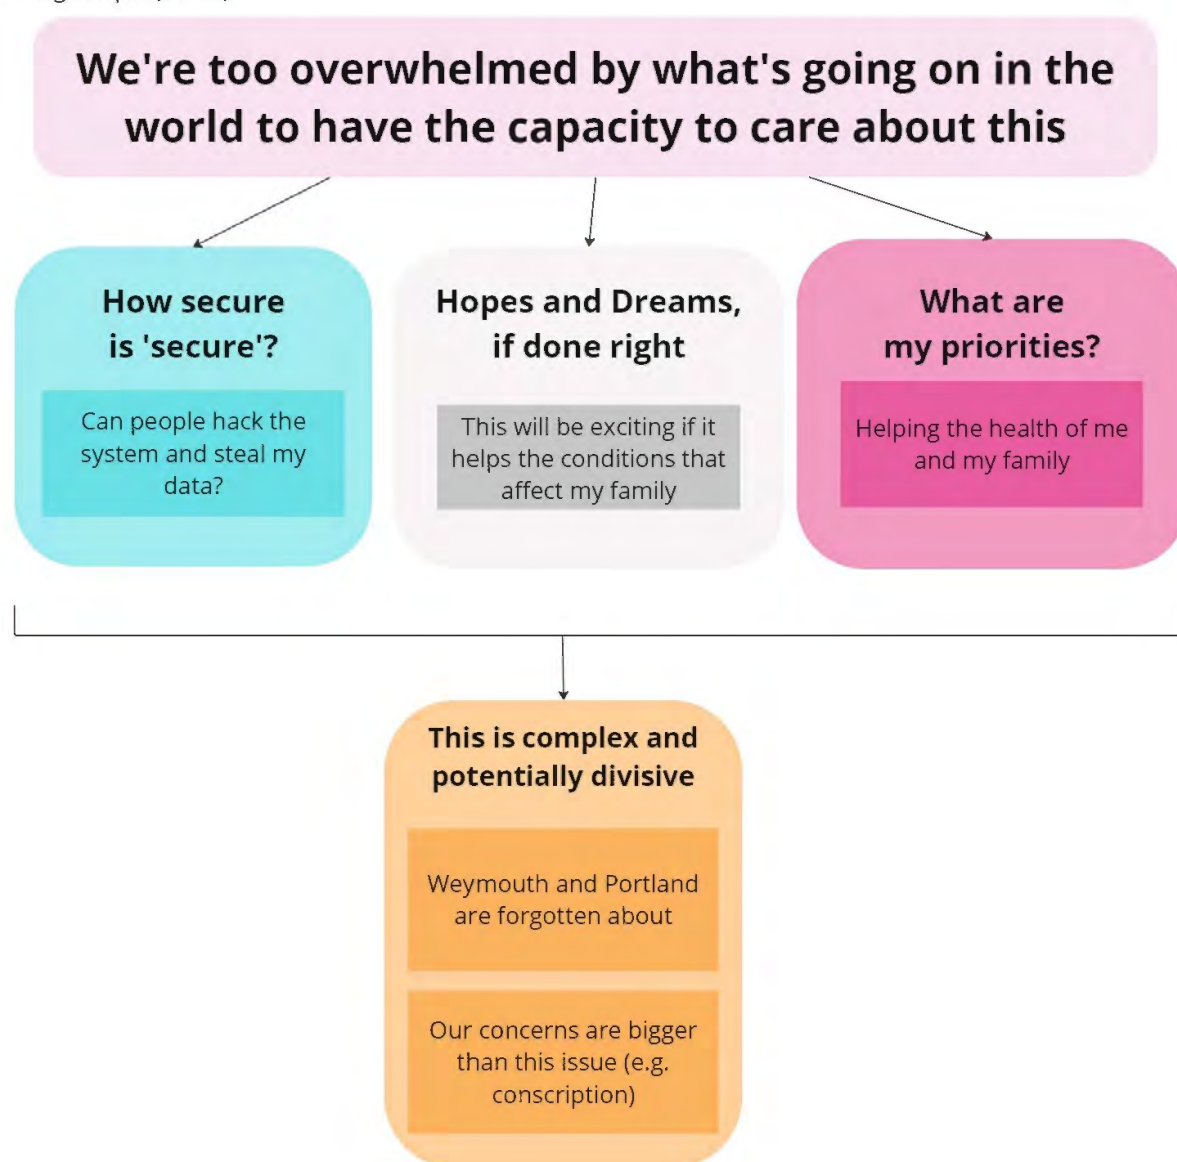 We're too overwhelmed by what's going on in the
world to have the capacity to care about this
How secure
is 'secure'?
Can people hack the
system and steal my
data?
Hopes and Dreams,
if done right
This will be exciting if it
helps the conditions that
affect my family
What are
my priorities?
Helping the health of me
and my family
This is complex and
potentially divisive
Weymouth and Portland
are forgotten about
Our concerns are bigger
than this issue (e.g.
conscription)